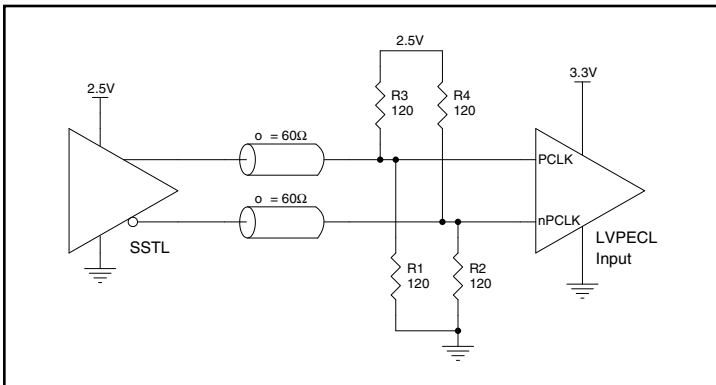 2.5V
2.5V
3.3V
R3
120
R4
120
o = 60Ω
PCLK
o = 60Ω
nPCLK
SSTL
LVPECL
Input
R1
120
R2
120